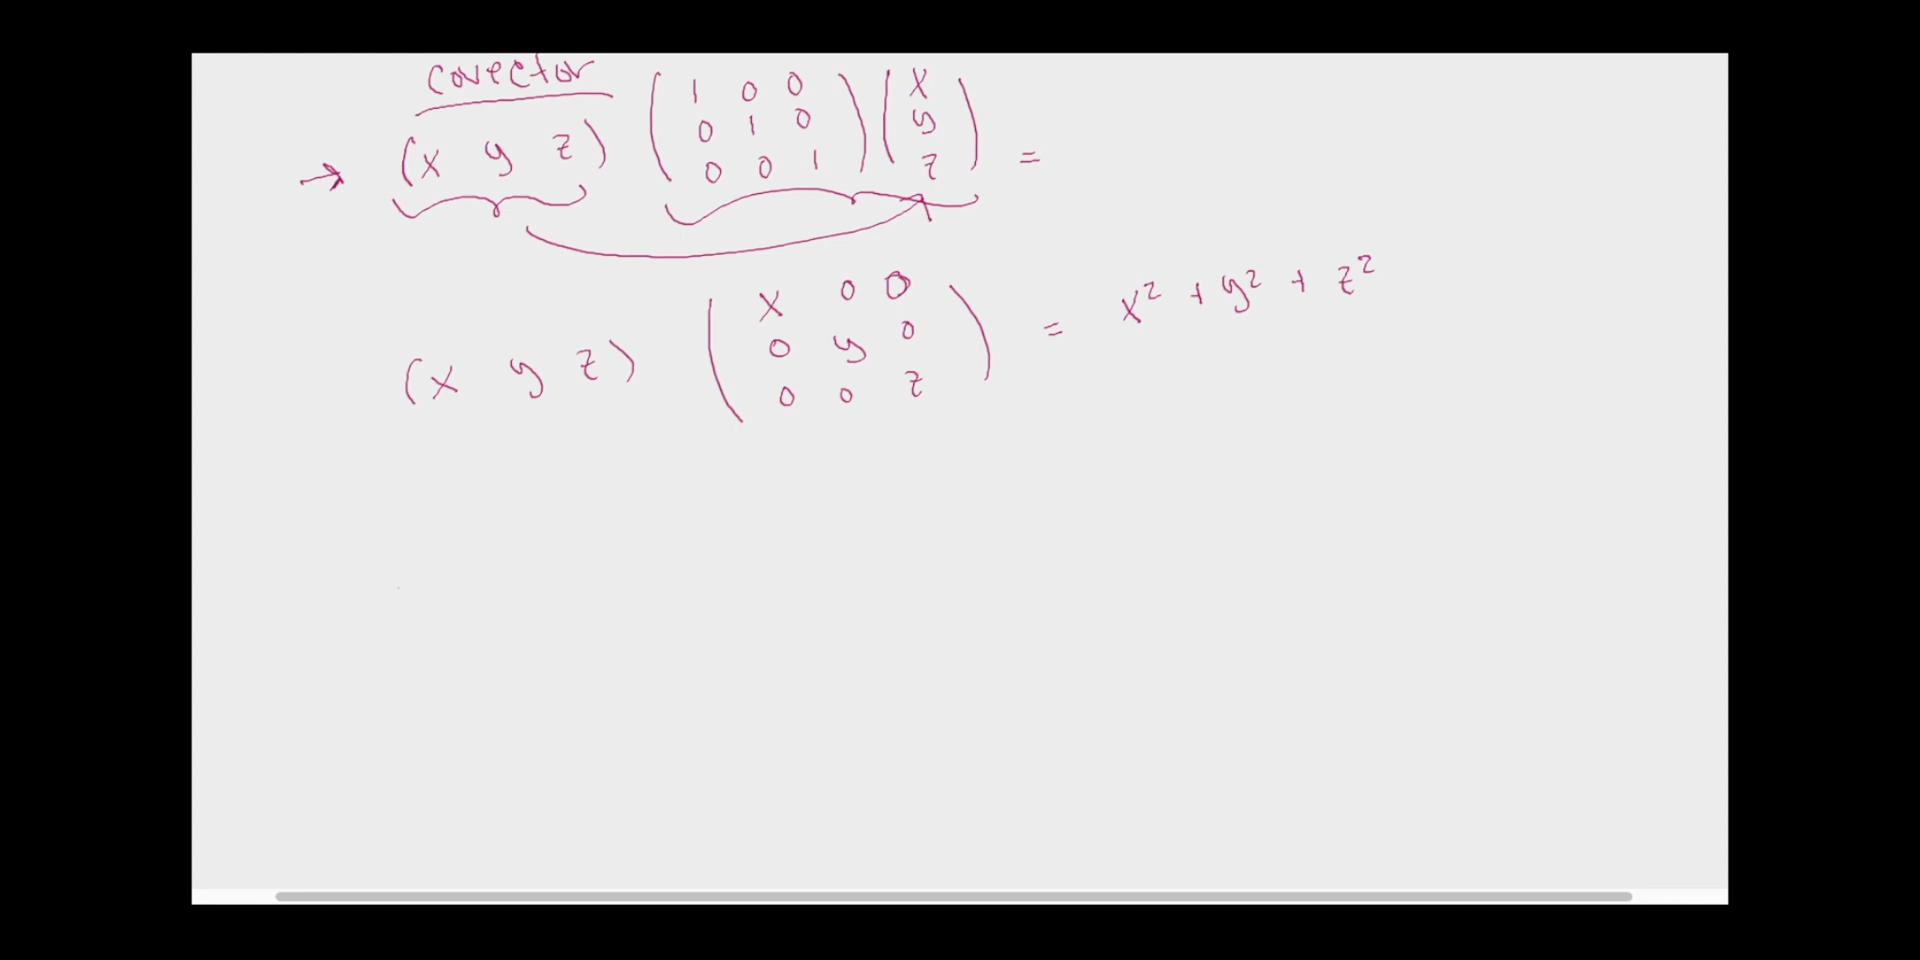 covector
→ (x y z) (1 0 0
0 1 0
0 0 1) (x
y
z) =
(x y z) (x 0 0
0 y 0
0 0 z) = x² + y² + z²